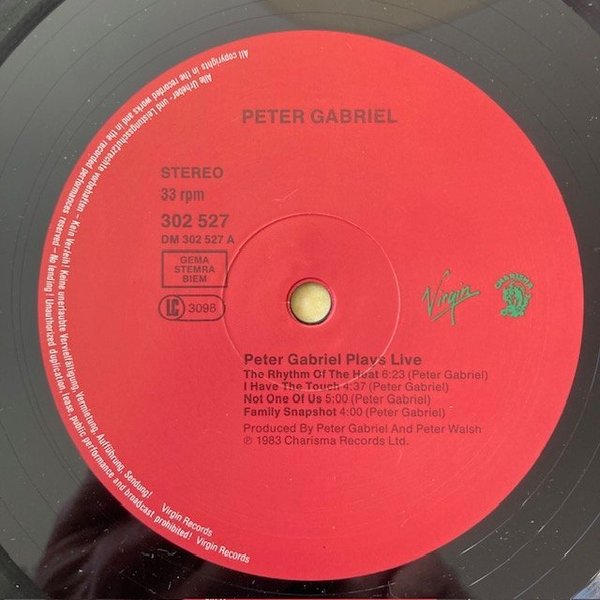 PETER GABRIEL
STEREO
33 rpm
302 527
DM 302 527 A
GEMA
STEMRA
BIEM
LC 3098
Virgin
CHARISMA
Peter Gabriel Plays Live
The Rhythm Of The Heat 6:23 (Peter Gabriel)
I Have The Touch 4:37 (Peter Gabriel)
Not One Of Us 5:00 (Peter Gabriel)
Family Snapshot 4:00 (Peter Gabriel)
Produced By Peter Gabriel And Peter Walsh
℗ 1983 Charisma Records Ltd.
Alle Urheber- und Leistungsschutzrechte vorbehalten – Kein Verleih! Keine unerlaubte Vervielfältigung, Vermietung, Aufführung, Sendung! Virgin Records
All copyrights in the recorded works and in the recorded performances reserved – No lending! Unauthorized duplication, lease, public performance and broadcast prohibited! Virgin Records